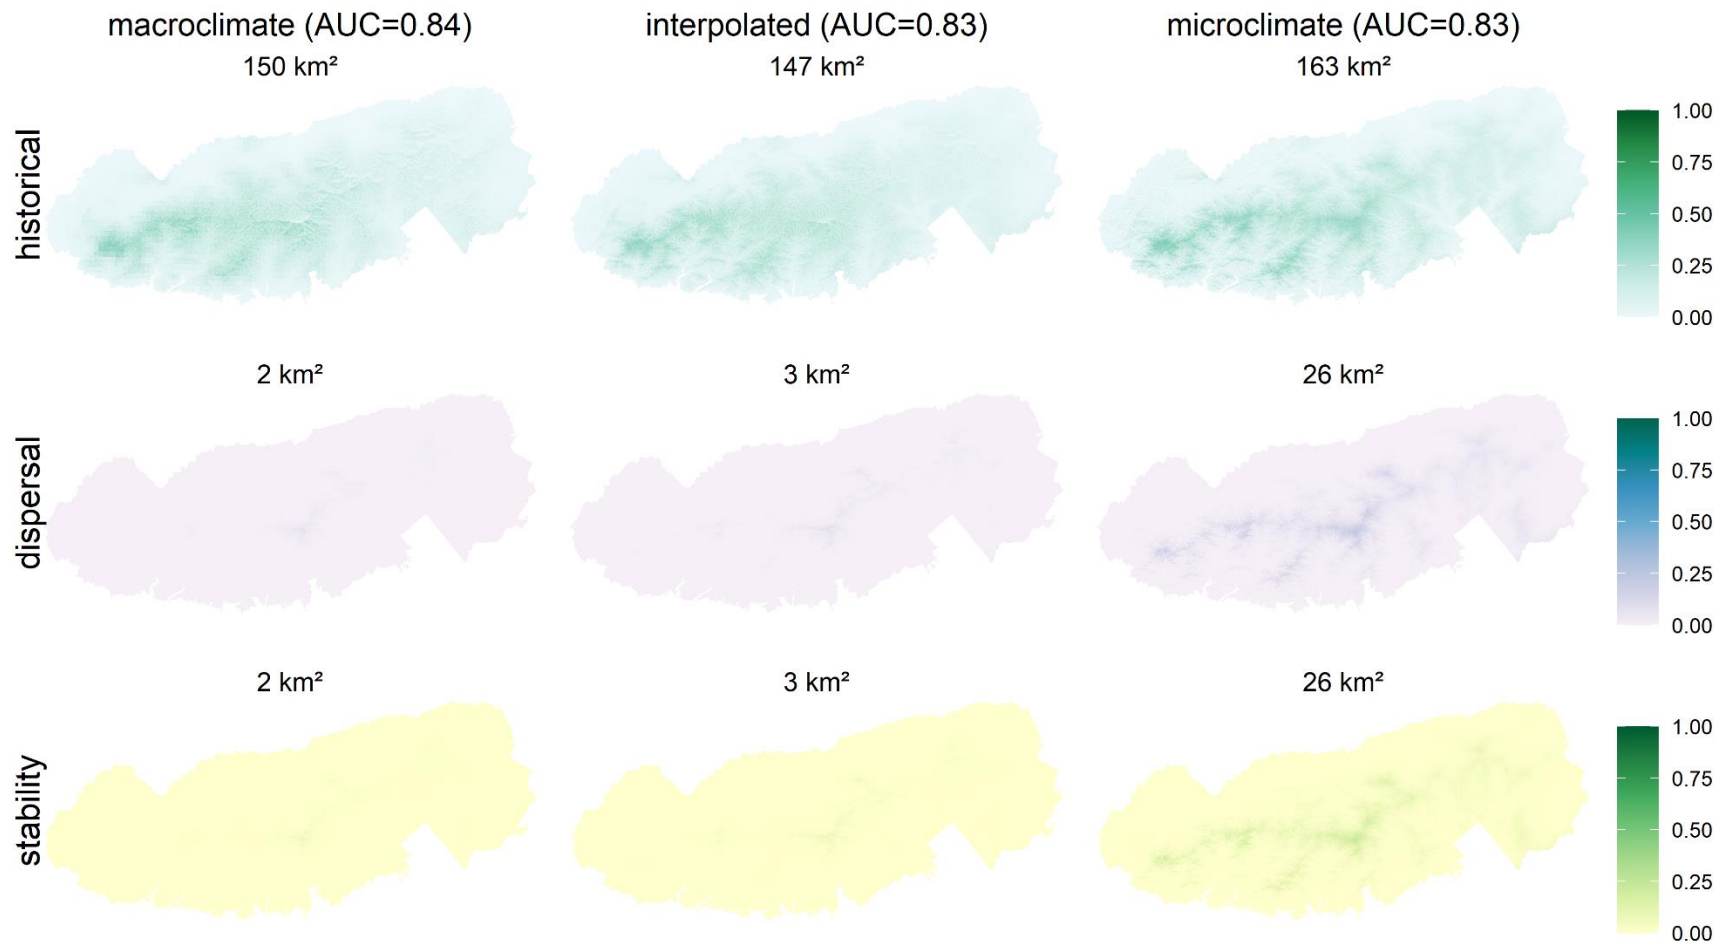 macroclimate (AUC=0.84) interpolated (AUC=0.83) microclimate (AUC=0.83)
150 km² 147 km² 163 km²
historical
1.00
0.75
0.50
0.25
0.00
2 km² 3 km² 26 km²
dispersal
1.00
0.75
0.50
0.25
0.00
2 km² 3 km² 26 km²
stability
1.00
0.75
0.50
0.25
0.00